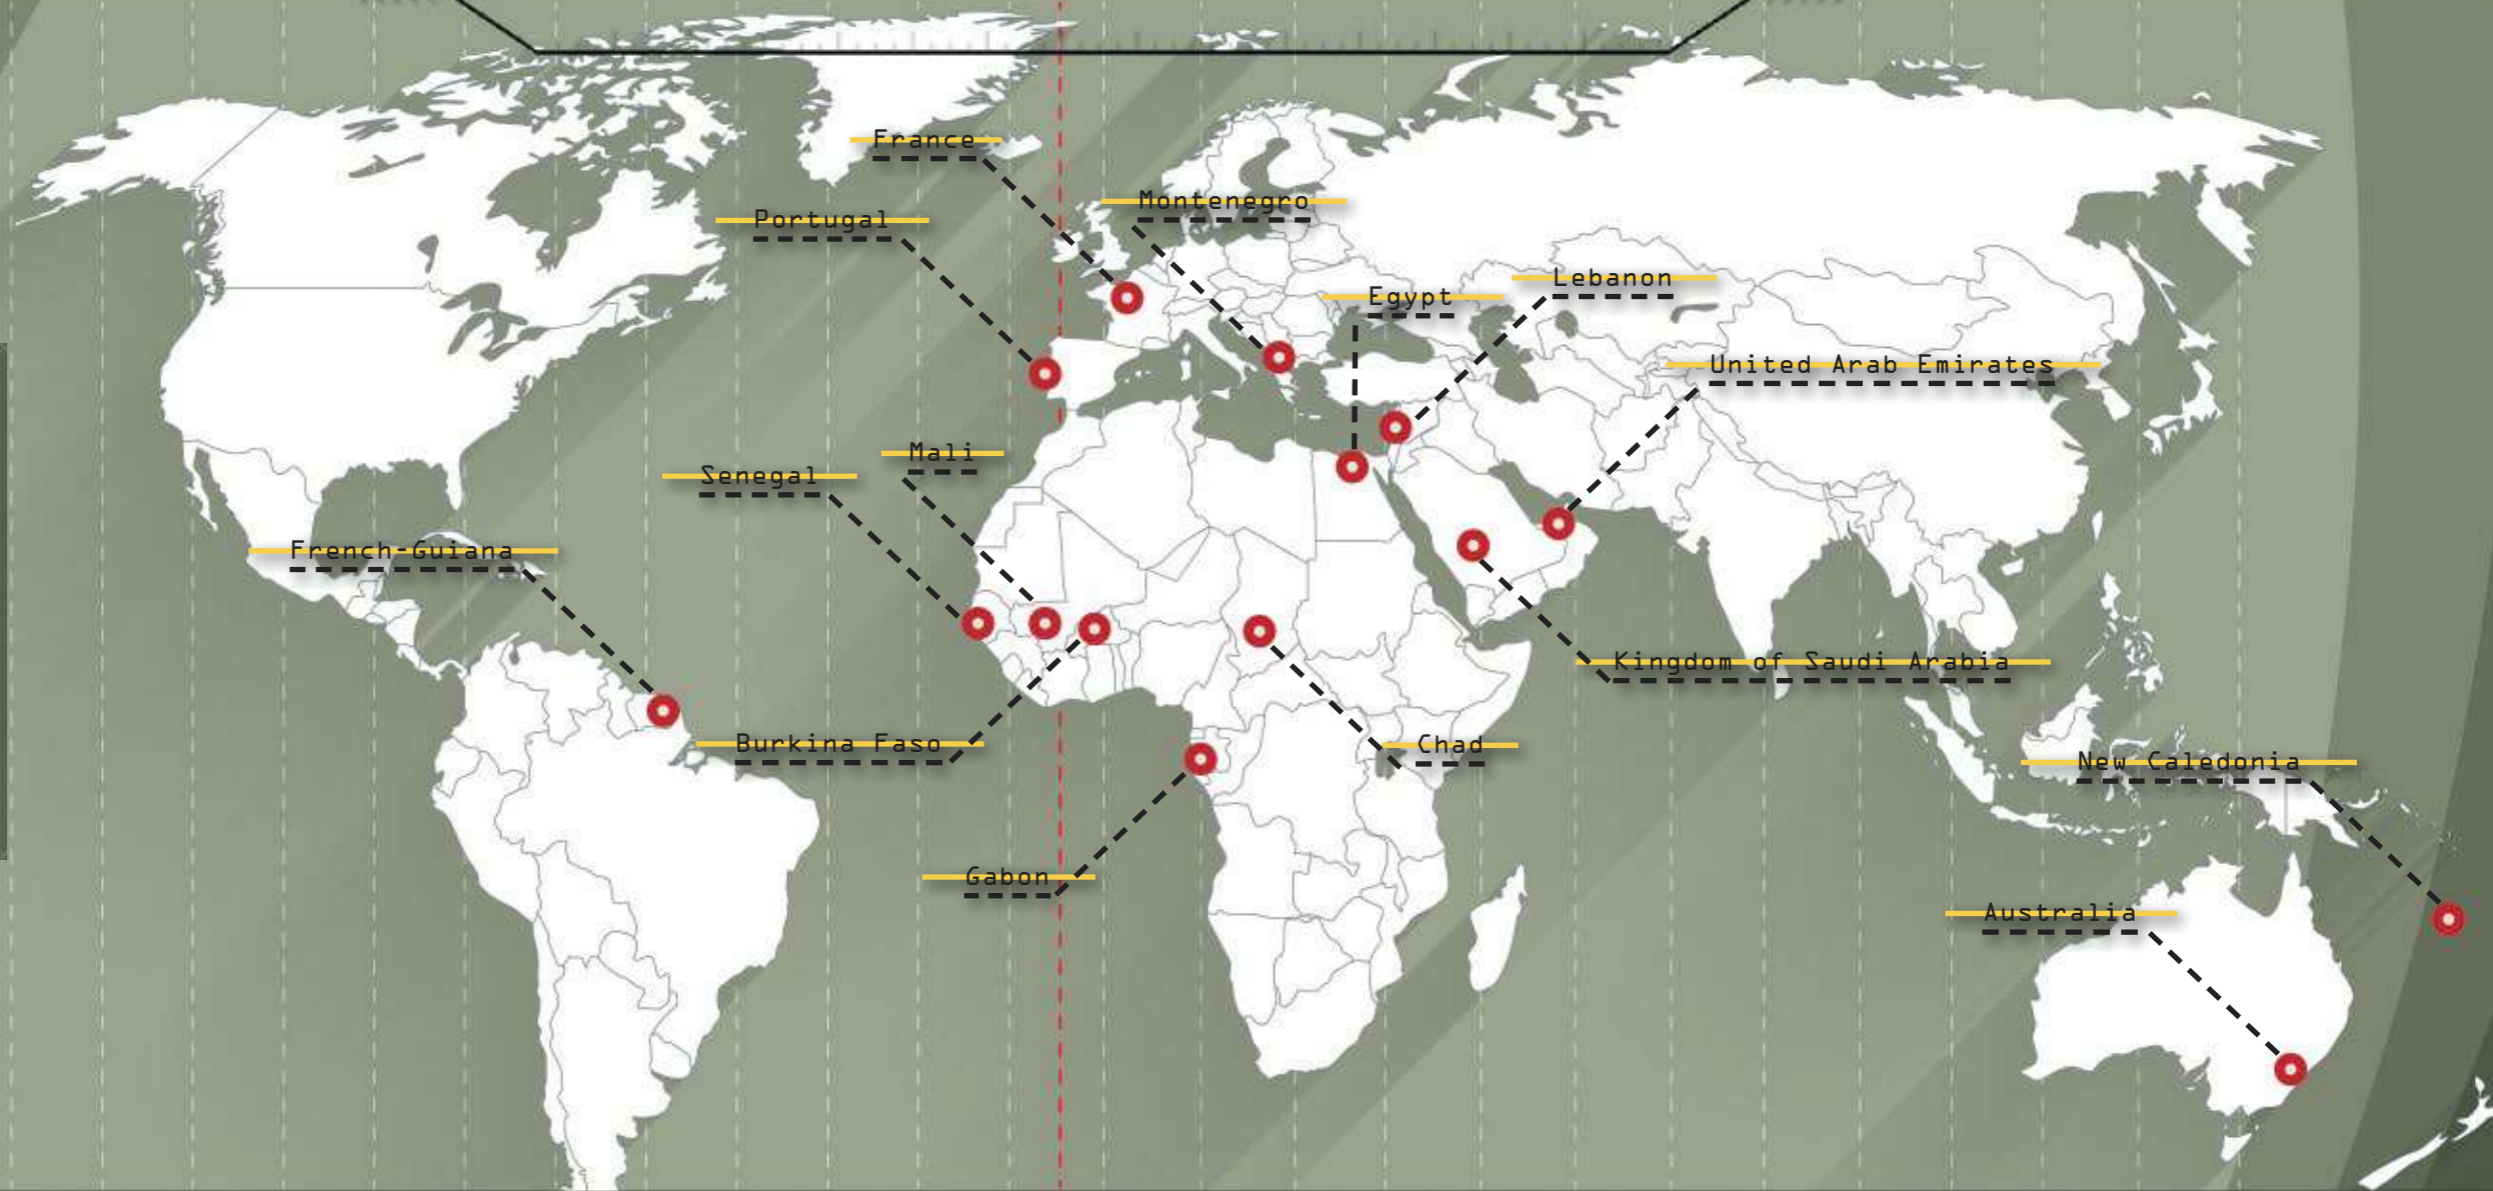 France
Montenegro
Portugal
Lebanon
Egypt
United Arab Emirates
Mali
Senegal
French-Guiana
Kingdom of Saudi Arabia
Burkina Faso
Chad
New Caledonia
Gabon
Australia